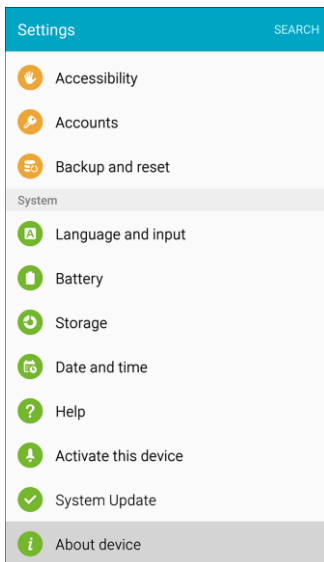 Settings SEARCH
Accessibility
Accounts
Backup and reset
System
A Language and input
Battery
Storage
Date and time
? Help
Activate this device
System Update
i About device